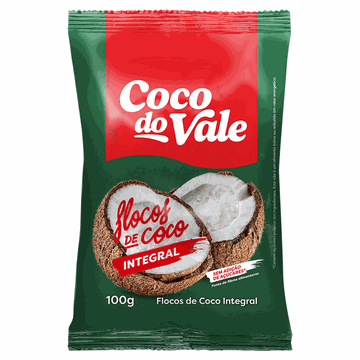 Coco
do Vale
flocos
DE COCO
INTEGRAL
SEM ADIÇÃO
DE AÇÚCARES*
100g
Flocos de Coco Integral